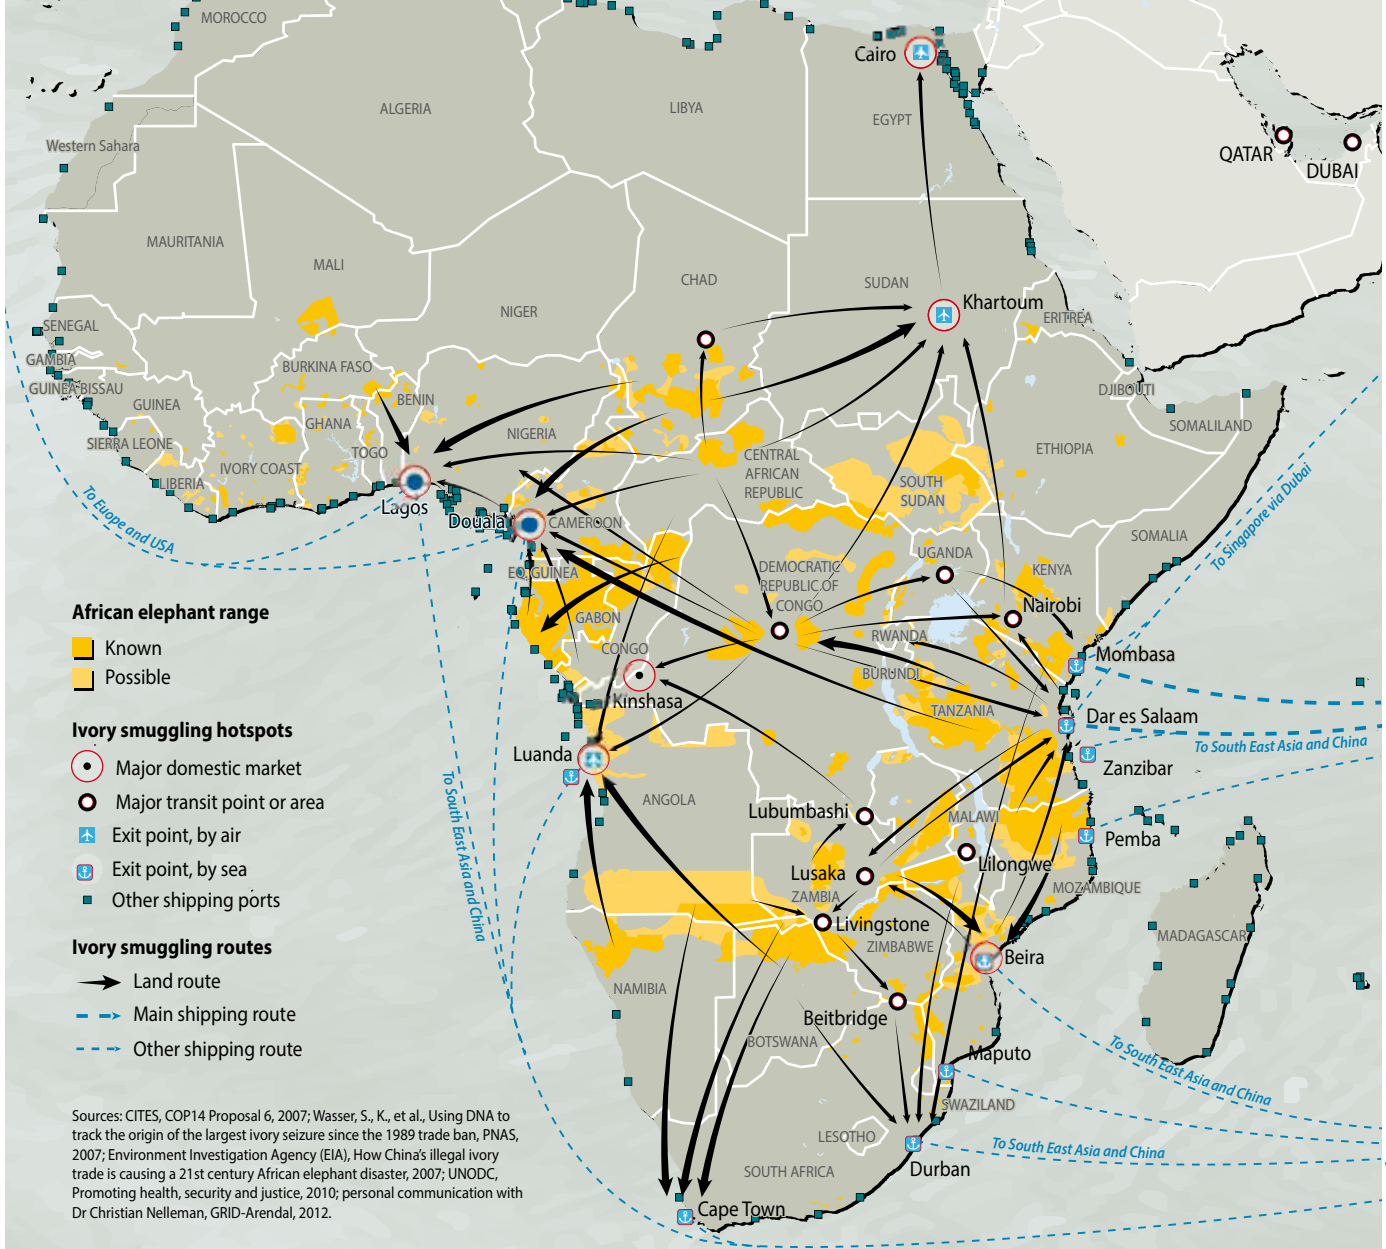 MOROCCO
Cairo
ALGERIA
LIBYA
EGYPT
Western Sahara
QATAR
DUBAI
MAURITANIA
MALI
CHAD
SUDAN
NIGER
Khartoum
ERITREA
SENEGAL
GAMBIA
BURKINA FASO
GUINEA BISSAU
DJIBOUTI
BENIN
GUINEA
GHANA
SOMALILAND
NIGERIA
SIERRA LEONE
TOGO
ETHIOPIA
CENTRAL
AFRICAN
REPUBLIC
IVORY COAST
LIBERIA
SOUTH
SUDAN
Lagos
Douala
CAMEROON
To Euope and USA
To Singapore via Dubai
SOMALIA
UGANDA
KENYA
EQ. GUINEA
DEMOCRATIC
REPUBLIC OF
CONGO
African elephant range
Nairobi
GABON
RWANDA
Known
CONGO
Mombasa
Possible
BURUNDI
Kinshasa
TANZANIA
Dar es Salaam
Ivory smuggling hotspots
To South East Asia and China
Luanda
Major domestic market
Zanzibar
Major transit point or area
ANGOLA
Lubumbashi
MALAWI
Exit point, by air
Pemba
To South East Asia and China
Exit point, by sea
Lusaka
Lilongwe
Other shipping ports
ZAMBIA
MOZAMBIQUE
Livingstone
MADAGASCAR
Ivory smuggling routes
ZIMBABWE
Beira
Land route
NAMIBIA
Main shipping route
Beitbridge
Other shipping route
BOTSWANA
Maputo
To South East Asia and China
SWAZILAND
Sources: CITES, COP14 Proposal 6, 2007; Wasser, S., K., et al., Using DNA to
track the origin of the largest ivory seizure since the 1989 trade ban, PNAS,
2007; Environment Investigation Agency (EIA), How China's illegal ivory
trade is causing a 21st century African elephant disaster, 2007; UNODC,
Promoting health, security and justice, 2010; personal communication with
Dr Christian Nelleman, GRID-Arendal, 2012.
LESOTHO
To South East Asia and China
Durban
SOUTH AFRICA
Cape Town